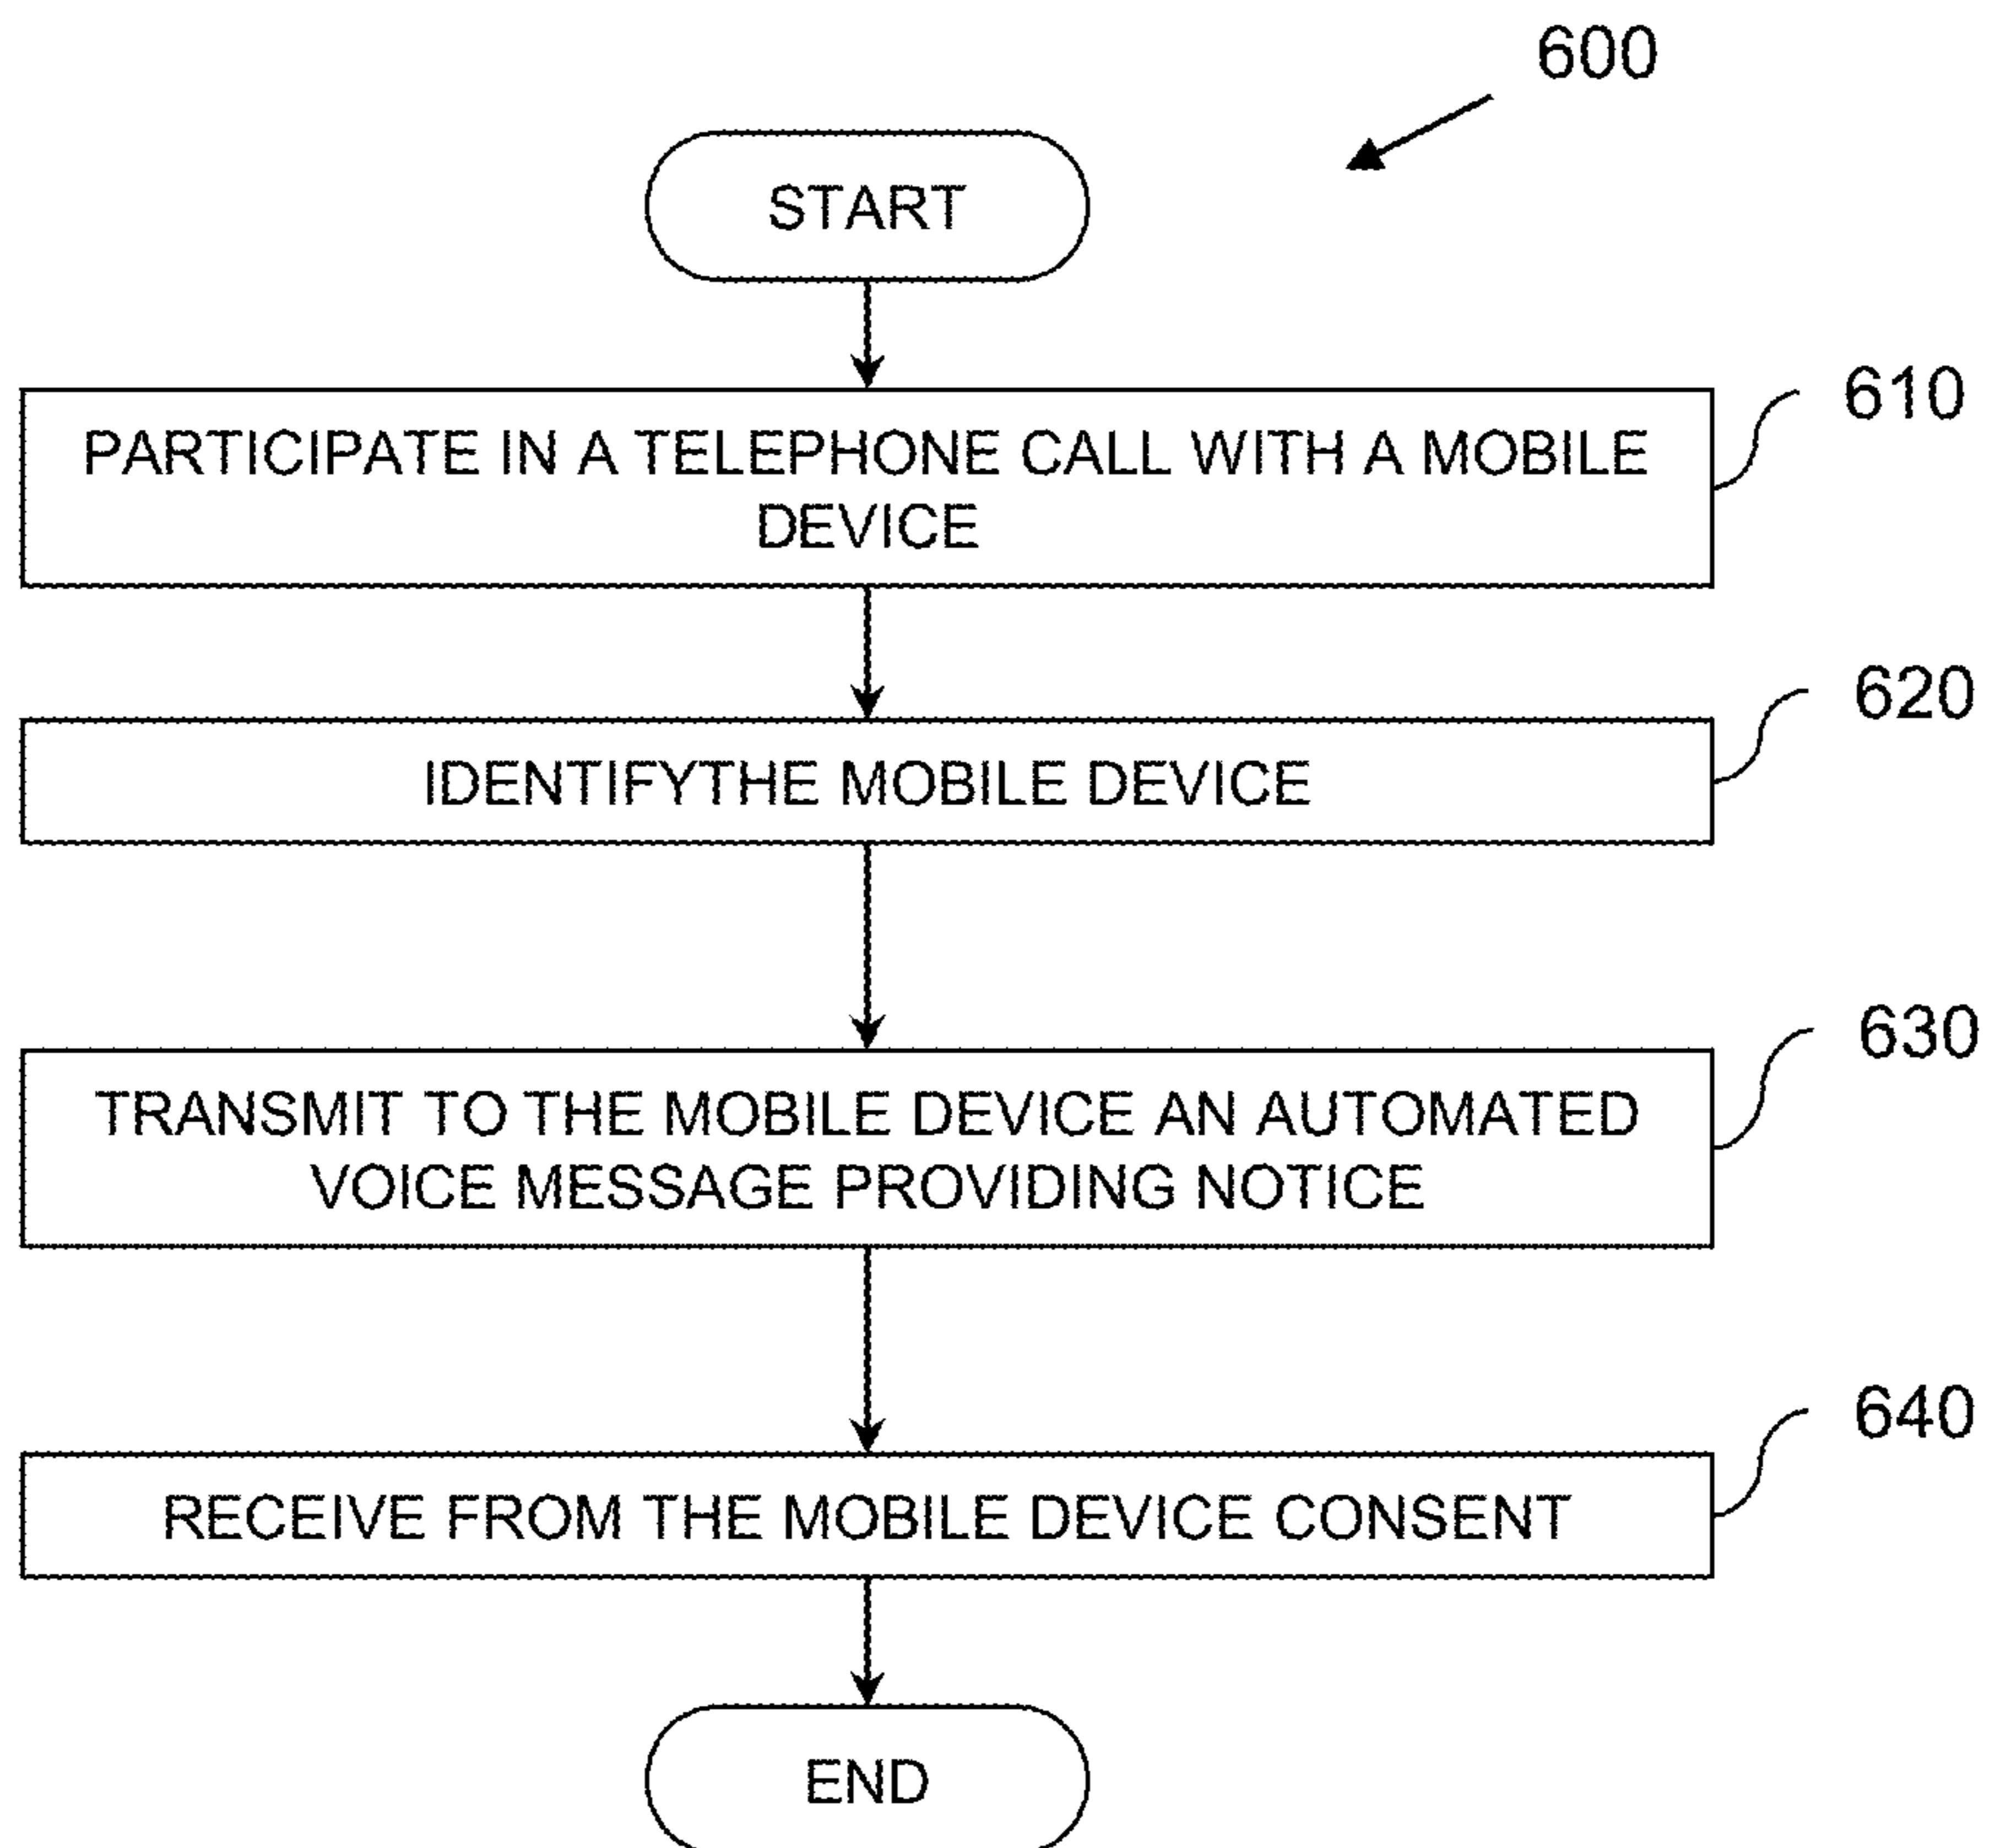 600
START
610
PARTICIPATE IN A TELEPHONE CALL WITH A MOBILE
DEVICE
620
IDENTIFYTHE MOBILE DEVICE
630
TRANSMIT TO THE MOBILE DEVICE AN AUTOMATED
VOICE MESSAGE PROVIDING NOTICE
640
RECEIVE FROM THE MOBILE DEVICE CONSENT
END